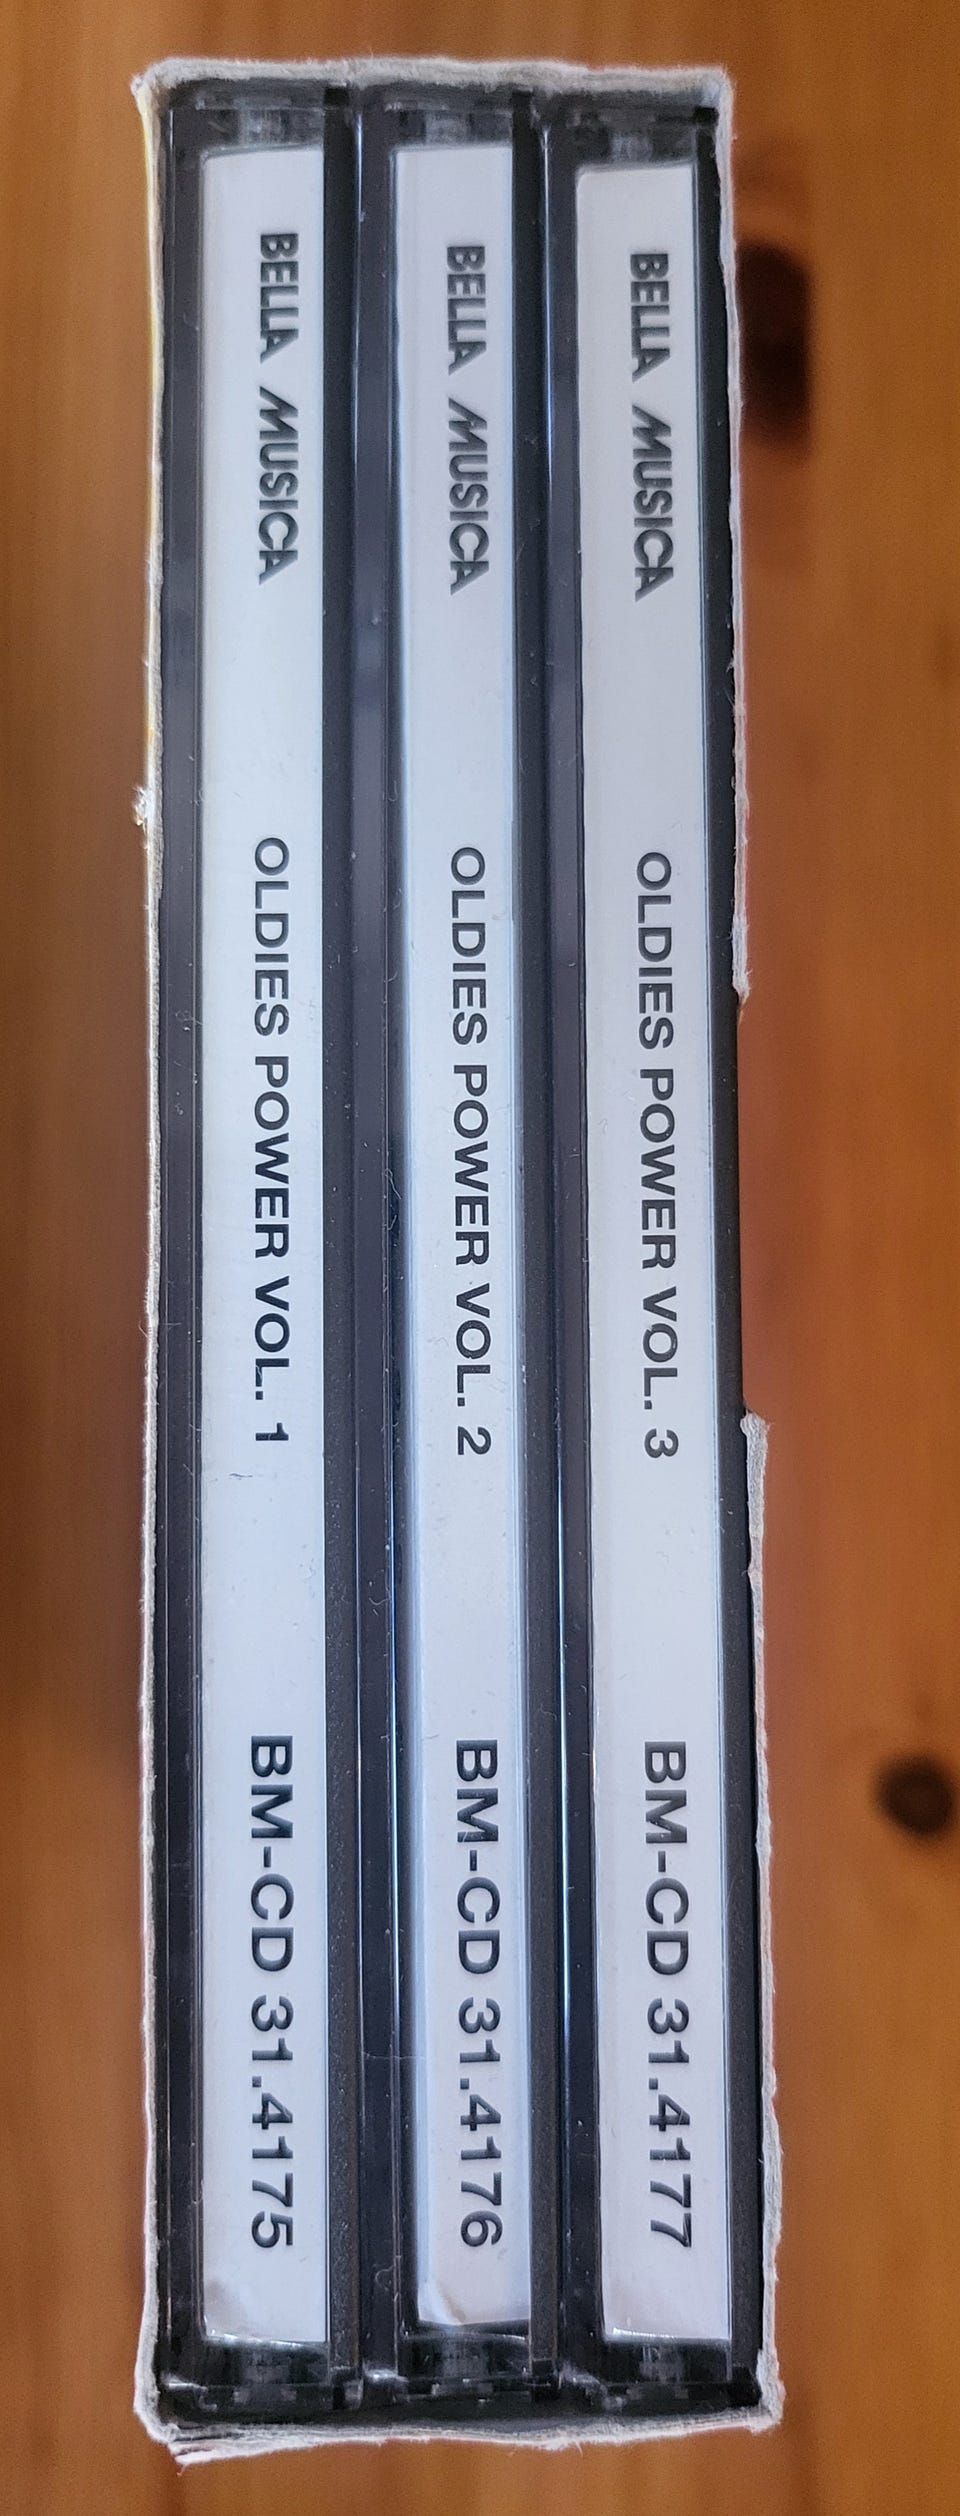 BELLA MUSICA OLDIES POWER VOL. 1 BM-CD 31.4175
BELLA MUSICA OLDIES POWER VOL. 2 BM-CD 31.4176
BELLA MUSICA OLDIES POWER VOL. 3 BM-CD 31.4177